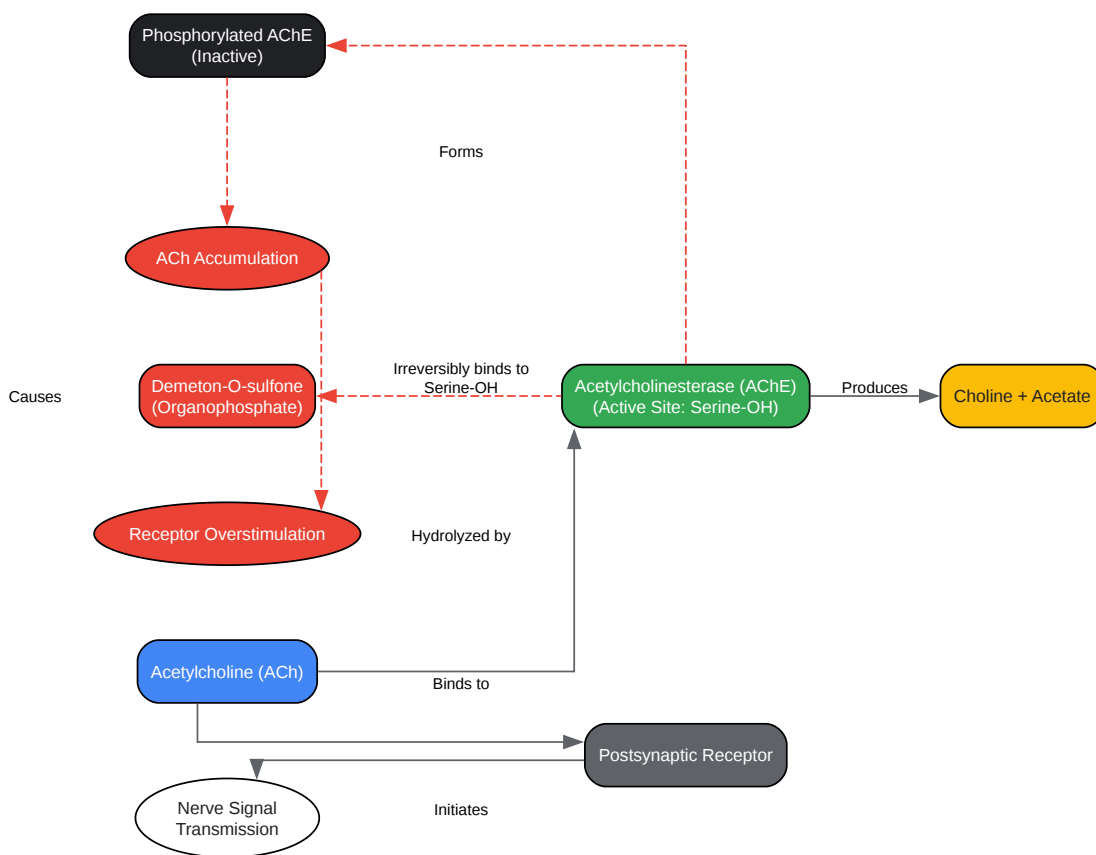 Phosphorylated AChE
(Inactive)
Forms
ACh Accumulation
Causes
Demeton-O-sulfone
(Organophosphate)
Irreversibly binds to
Serine-OH
Acetylcholinesterase (AChE)
(Active Site: Serine-OH)
Produces
Choline + Acetate
Receptor Overstimulation
Hydrolyzed by
Acetylcholine (ACh)
Binds to
Postsynaptic Receptor
Nerve Signal
Transmission
Initiates